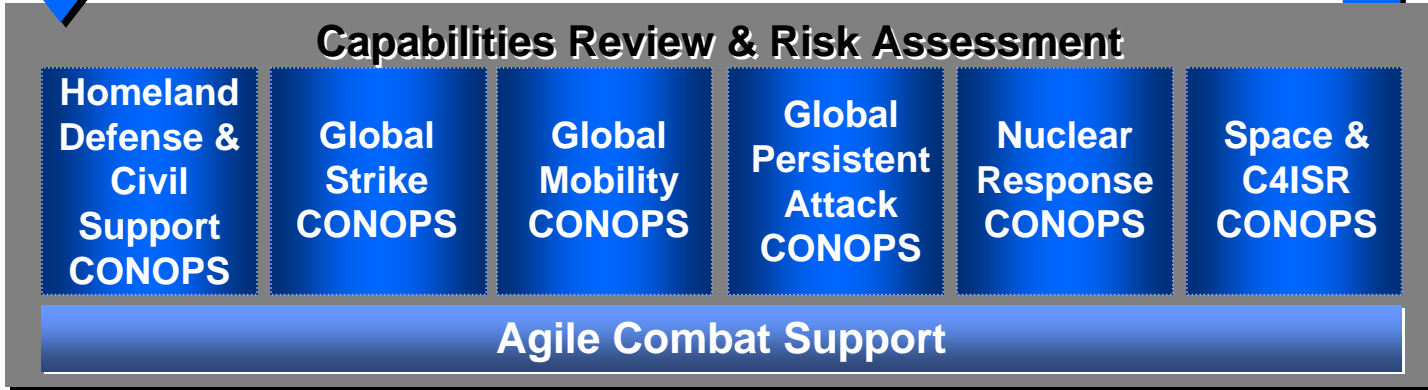 Capabilities Review & Risk Assessment
Homeland
Defense &
Civil
Support
CONOPS
Global
Strike
CONOPS
Global
Mobility
CONOPS
Global
Persistent
Attack
CONOPS
Nuclear
Response
CONOPS
Space &
C4ISR
CONOPS
Agile Combat Support